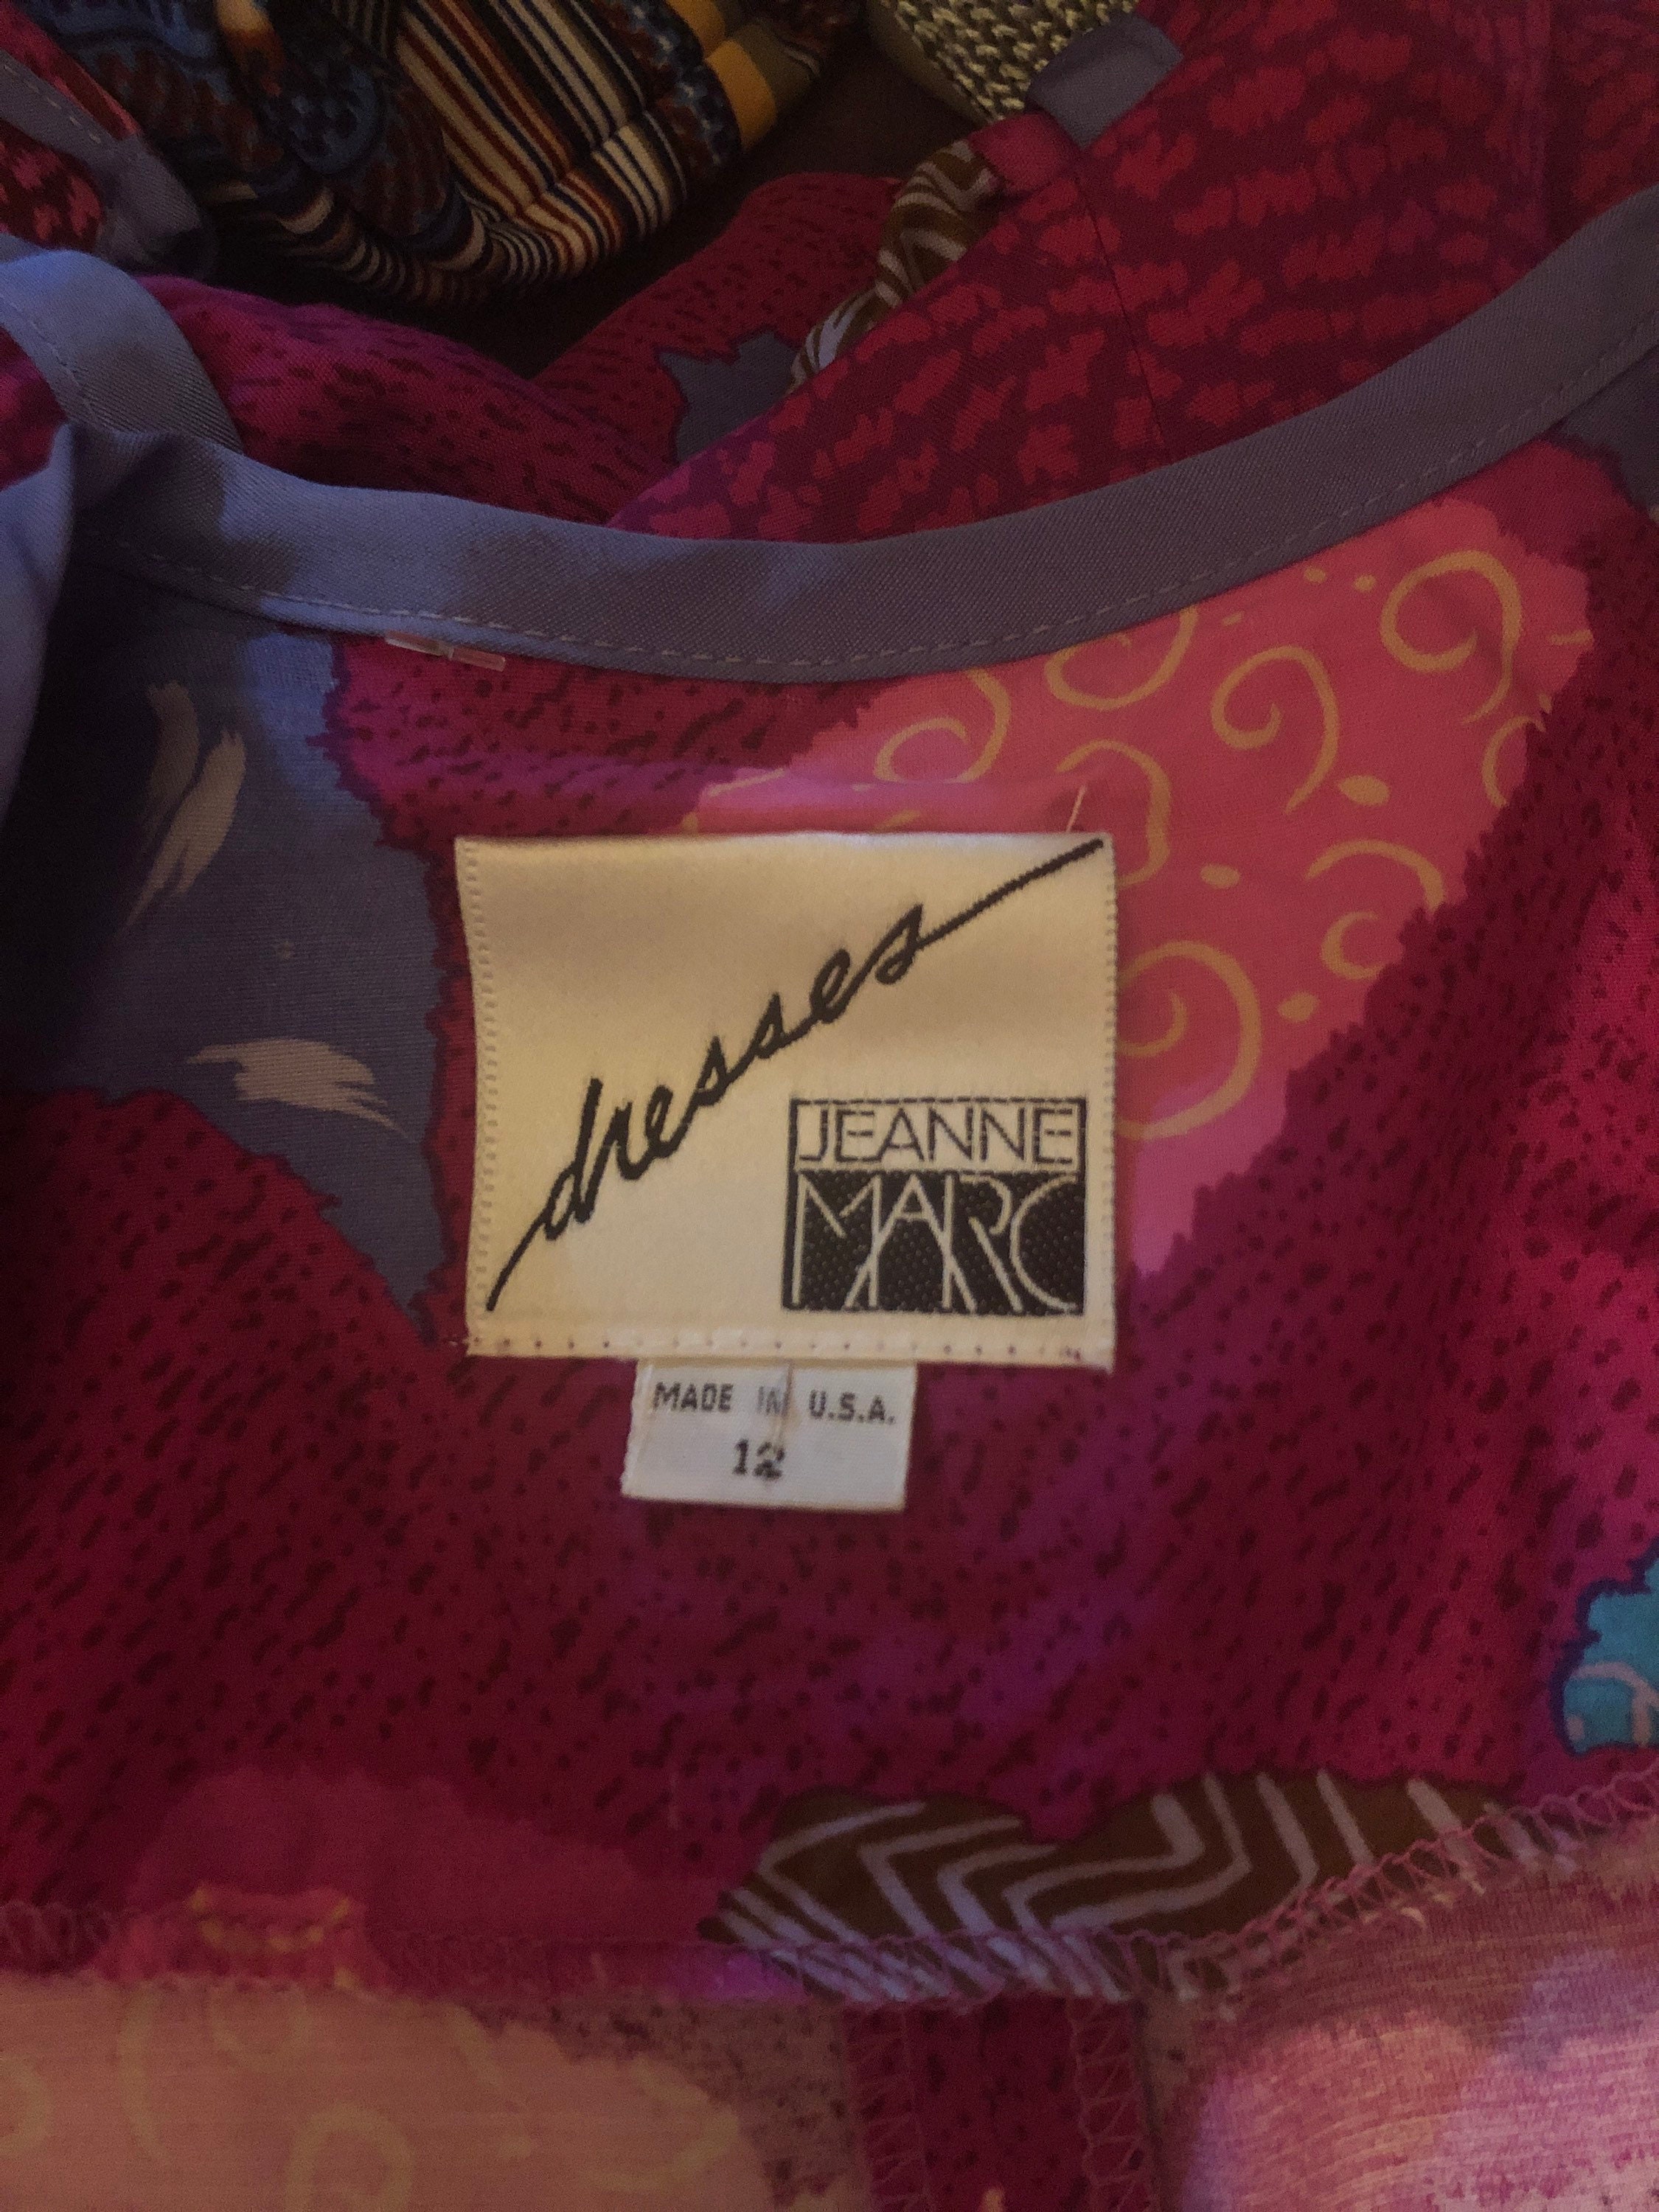 dresses
JEANNE
MARC
MADE IN U.S.A.
12